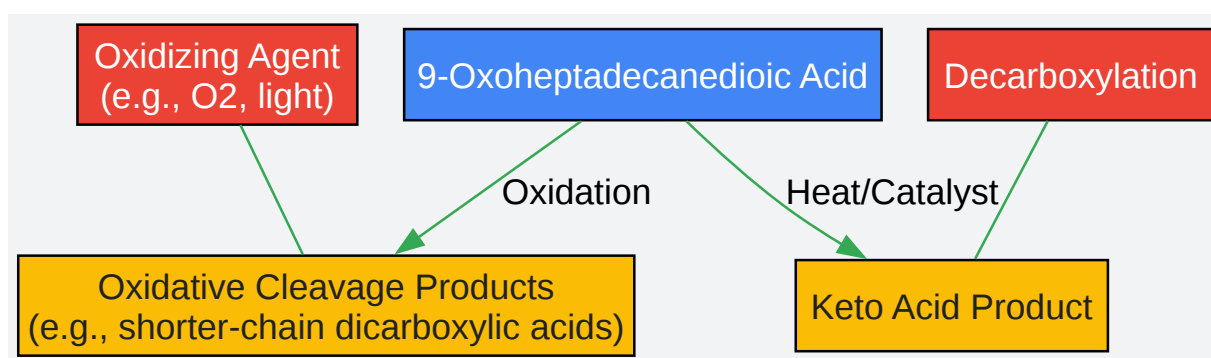 Oxidizing Agent
(e.g., O2, light)
9-Oxoheptadecanedioic Acid
Decarboxylation
Oxidation
Heat/Catalyst
Oxidative Cleavage Products
(e.g., shorter-chain dicarboxylic acids)
Keto Acid Product